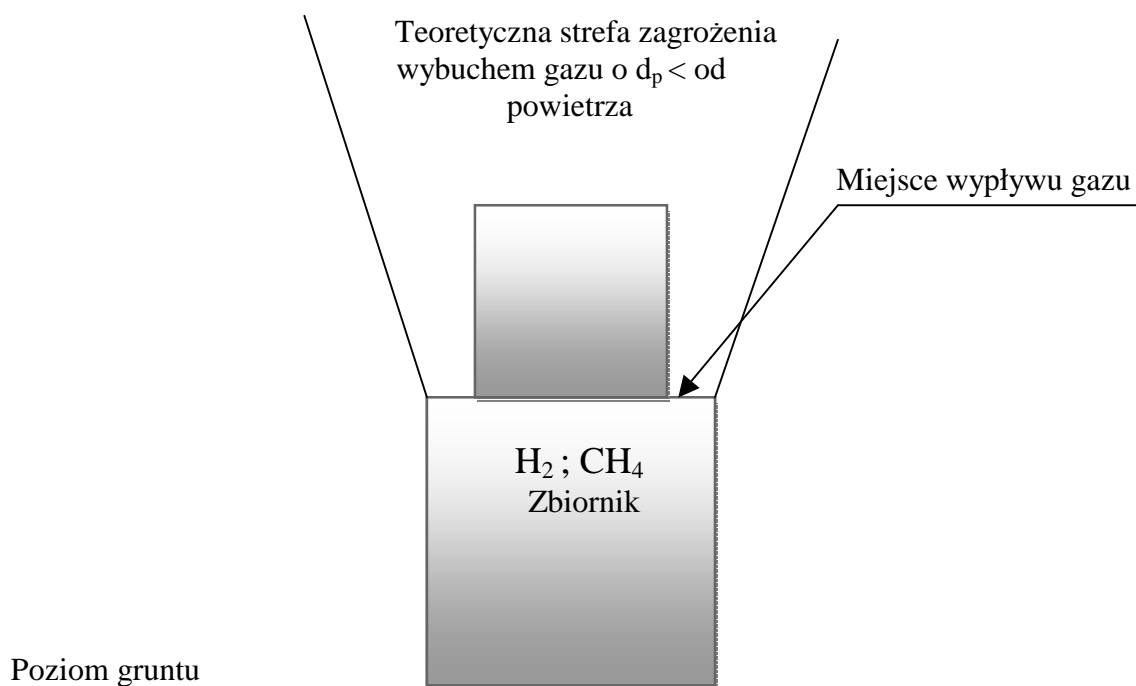 Teoretyczna strefa zagrożenia
wybuchem gazu o dₚ < od
powietrza
Miejsce wypływu gazu
H₂ ; CH₄
Zbiornik
Poziom gruntu